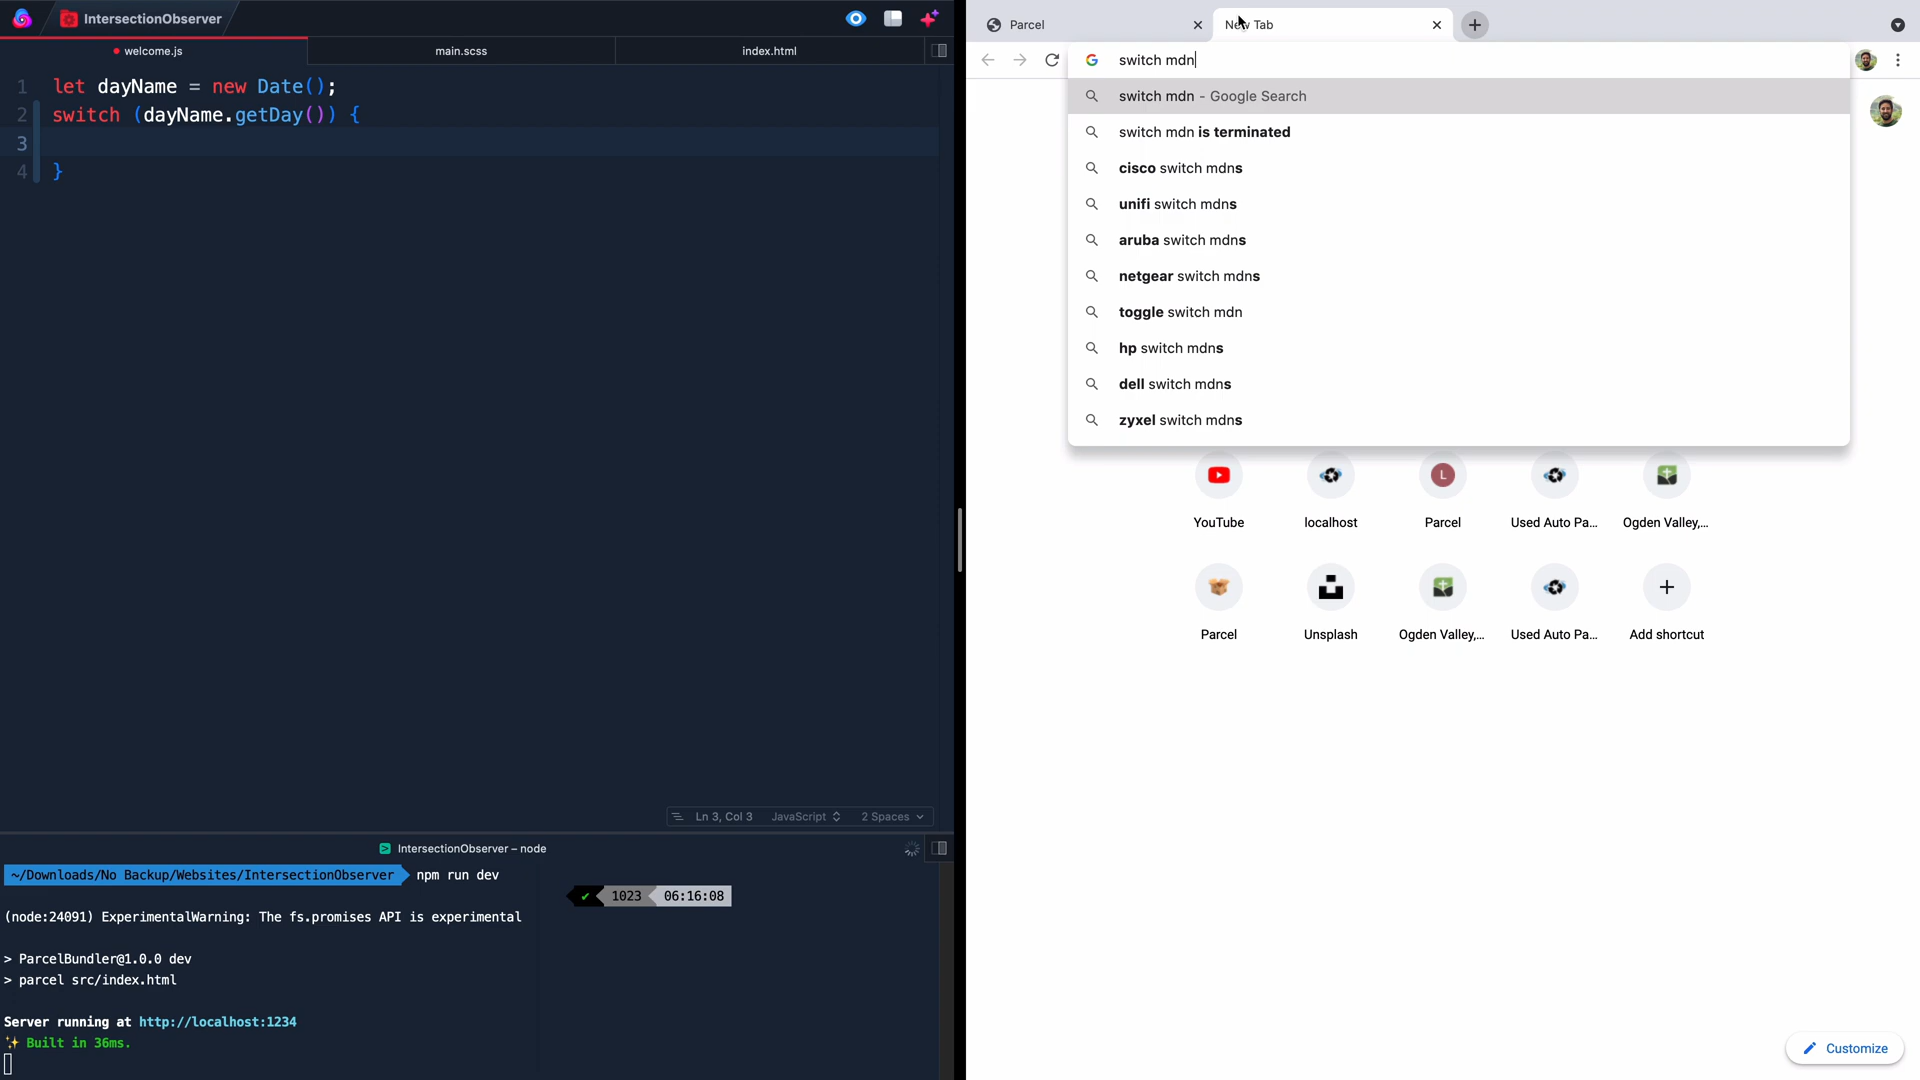 IntersectionObserver
welcome.js
main.scss
index.html
1 let dayName = new Date();
2 switch (dayName.getDay()) {
3
4 }
Ln 3, Col 3 JavaScript 2 Spaces
IntersectionObserver – node
~/Downloads/No Backup/Websites/IntersectionObserver npm run dev
✔ 1023 06:16:08
(node:24091) ExperimentalWarning: The fs.promises API is experimental
> ParcelBundler@1.0.0 dev
> parcel src/index.html
Server running at http://localhost:1234
✨ Built in 36ms.
Parcel
New Tab
switch mdn
switch mdn - Google Search
switch mdn is terminated
cisco switch mdns
unifi switch mdns
aruba switch mdns
netgear switch mdns
toggle switch mdn
hp switch mdns
dell switch mdns
zyxel switch mdns
L
YouTube
localhost
Parcel
Used Auto Pa...
Ogden Valley,...
Parcel
Unsplash
Ogden Valley,...
Used Auto Pa...
Add shortcut
Customize